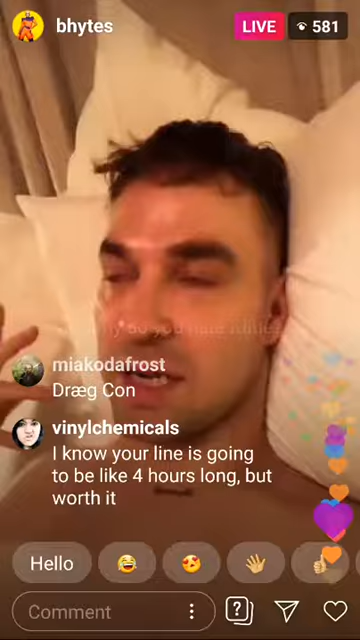 bhytes
LIVE
581
miakodafrost
Dræg Con
vinylchemicals
I know your line is going
to be like 4 hours long, but
worth it
Hello
Comment